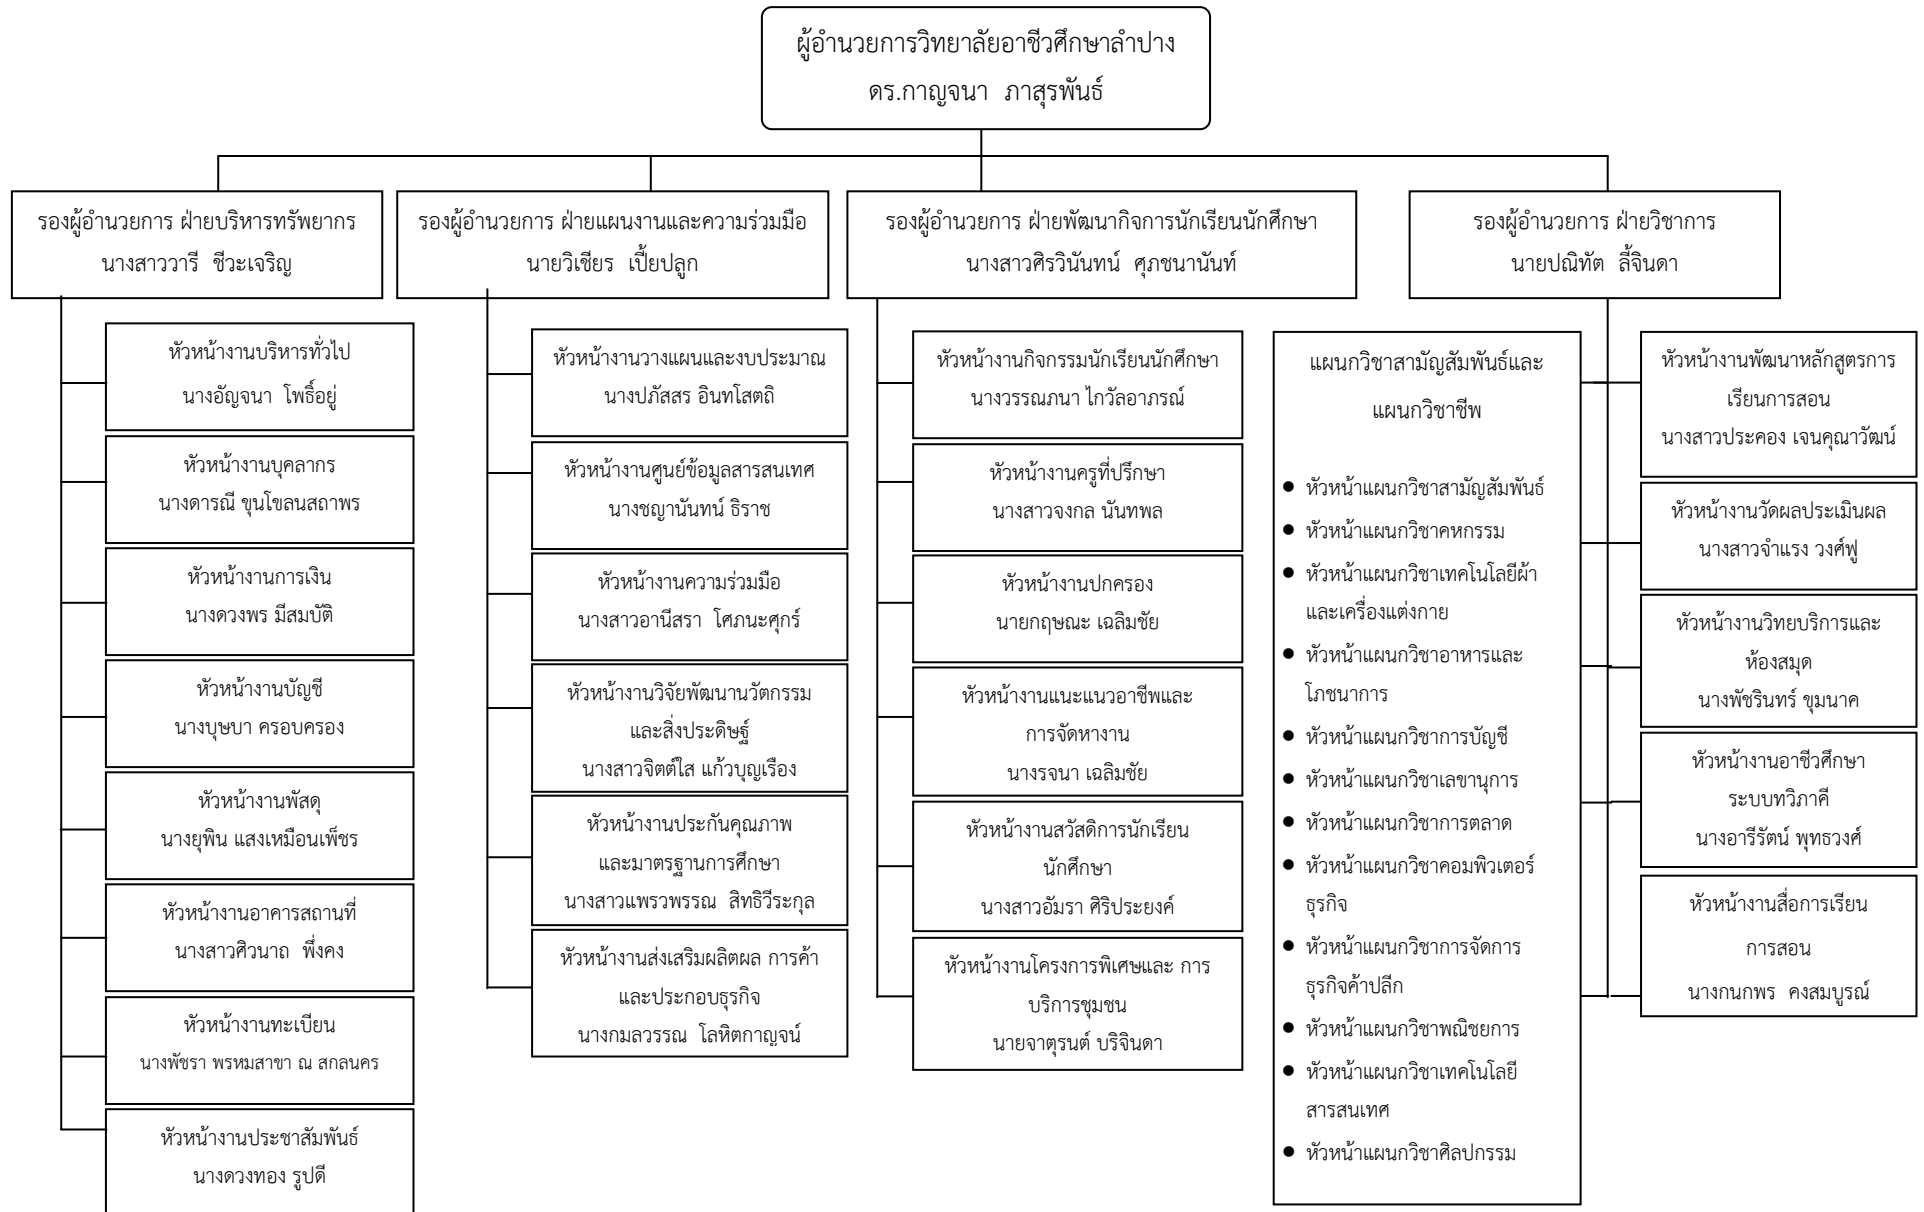 ผู้อำนวยการวิทยาลัยอาชีวศึกษาลำปาง
ดร.กาญจนา ภาสุรพันธ์
รองผู้อำนวยการ ฝ่ายบริหารทรัพยากร
นางสาววารี ชีวะเจริญ
หัวหน้างานบริหารทั่วไป
นางอัญจนา โพธิ์อยู่
หัวหน้างานบุคลากร
นางดารณี ขุนโขลนสถาพร
หัวหน้างานการเงิน
นางดวงพร มีสมบัติ
หัวหน้างานบัญชี
นางบุษบา ครอบครอง
หัวหน้างานพัสดุ
นางยุพิน แสงเหมือนเพ็ชร
หัวหน้างานอาคารสถานที่
นางสาวศิวนาถ พึ่งคง
หัวหน้างานทะเบียน
นางพัชรา พรหมสาขา ณ สกลนคร
หัวหน้างานประชาสัมพันธ์
นางดวงทอง รูปดี
รองผู้อำนวยการ ฝ่ายแผนงานและความร่วมมือ
นายวิเชียร เปี้ยปลูก
หัวหน้างานวางแผนและงบประมาณ
นางปภัสสร อินทโสตถิ
หัวหน้างานศูนย์ข้อมูลสารสนเทศ
นางชญานันทน์ ธิราช
หัวหน้างานความร่วมมือ
นางสาวอานีสรา โศภนะศุกร์
หัวหน้างานวิจัยพัฒนานวัตกรรม
และสิ่งประดิษฐ์
นางสาวจิตต์ใส แก้วบุญเรือง
หัวหน้างานประกันคุณภาพ
และมาตรฐานการศึกษา
นางสาวแพรวพรรณ สิทธิวีระกุล
หัวหน้างานส่งเสริมผลิตผล การค้า
และประกอบธุรกิจ
นางกมลวรรณ โลหิตกาญจน์
รองผู้อำนวยการ ฝ่ายพัฒนากิจการนักเรียนนักศึกษา
นางสาวศิรวินันทน์ ศุภชนานันท์
หัวหน้างานกิจกรรมนักเรียนนักศึกษา
นางวรรณภนา ไกวัลอาภรณ์
หัวหน้างานครูที่ปรึกษา
นางสาวจงกล นันทพล
หัวหน้างานปกครอง
นายกฤษณะ เฉลิมชัย
หัวหน้างานแนะแนวอาชีพและ
การจัดหางาน
นางรจนา เฉลิมชัย
หัวหน้างานสวัสดิการนักเรียน
นักศึกษา
นางสาวอัมรา ศิริประยงค์
หัวหน้างานโครงการพิเศษและ การ
บริการชุมชน
นายจาตุรนต์ บริจินดา
รองผู้อำนวยการ ฝ่ายวิชาการ
นายปณิทัต ลี้จินดา
แผนกวิชาสามัญสัมพันธ์และ
แผนกวิชาชีพ
● หัวหน้าแผนกวิชาสามัญสัมพันธ์
● หัวหน้าแผนกวิชาคหกรรม
● หัวหน้าแผนกวิชาเทคโนโลยีผ้า
และเครื่องแต่งกาย
● หัวหน้าแผนกวิชาอาหารและ
โภชนาการ
● หัวหน้าแผนกวิชาการบัญชี
● หัวหน้าแผนกวิชาเลขานุการ
● หัวหน้าแผนกวิชาการตลาด
● หัวหน้าแผนกวิชาคอมพิวเตอร์
ธุรกิจ
● หัวหน้าแผนกวิชาการจัดการ
ธุรกิจค้าปลีก
● หัวหน้าแผนกวิชาพณิชยการ
● หัวหน้าแผนกวิชาเทคโนโลยี
สารสนเทศ
● หัวหน้าแผนกวิชาศิลปกรรม
หัวหน้างานพัฒนาหลักสูตรการ
เรียนการสอน
นางสาวประคอง เจนคุณาวัฒน์
หัวหน้างานวัดผลประเมินผล
นางสาวจำแรง วงศ์ฟู
หัวหน้างานวิทยบริการและ
ห้องสมุด
นางพัชรินทร์ ขุมนาค
หัวหน้างานอาชีวศึกษา
ระบบทวิภาคี
นางอารีรัตน์ พุทธวงศ์
หัวหน้างานสื่อการเรียน
การสอน
นางกนกพร คงสมบูรณ์